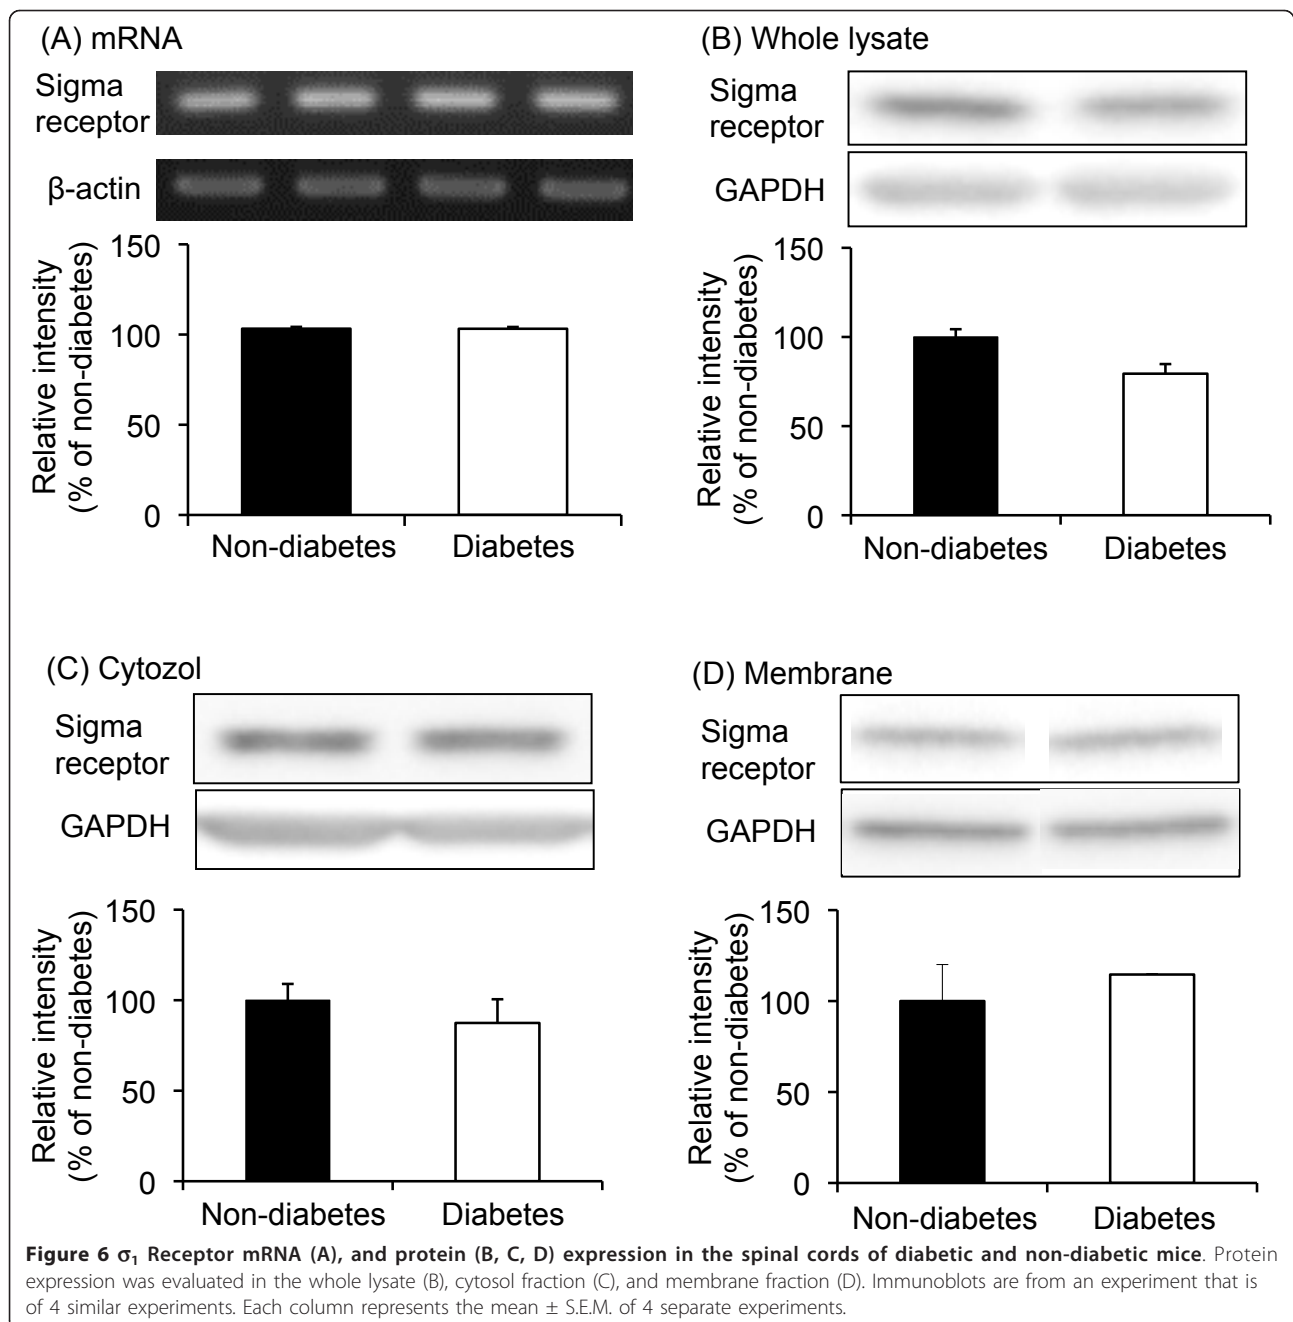 (A) mRNA
Sigma
receptor
β-actin
150
100
50
0
Relative intensity
(% of non-diabetes)
Non-diabetes Diabetes
(B) Whole lysate
Sigma
receptor
GAPDH
150
100
50
0
Relative intensity
(% of non-diabetes)
Non-diabetes Diabetes
(C) Cytozol
Sigma
receptor
GAPDH
150
100
50
0
Relative intensity
(% of non-diabetes)
Non-diabetes Diabetes
(D) Membrane
Sigma
receptor
GAPDH
150
100
50
0
Relative intensity
(% of non-diabetes)
Non-diabetes Diabetes
Figure 6 σ₁ Receptor mRNA (A), and protein (B, C, D) expression in the spinal cords of diabetic and non-diabetic mice. Protein
expression was evaluated in the whole lysate (B), cytosol fraction (C), and membrane fraction (D). Immunoblots are from an experiment that is
of 4 similar experiments. Each column represents the mean ± S.E.M. of 4 separate experiments.